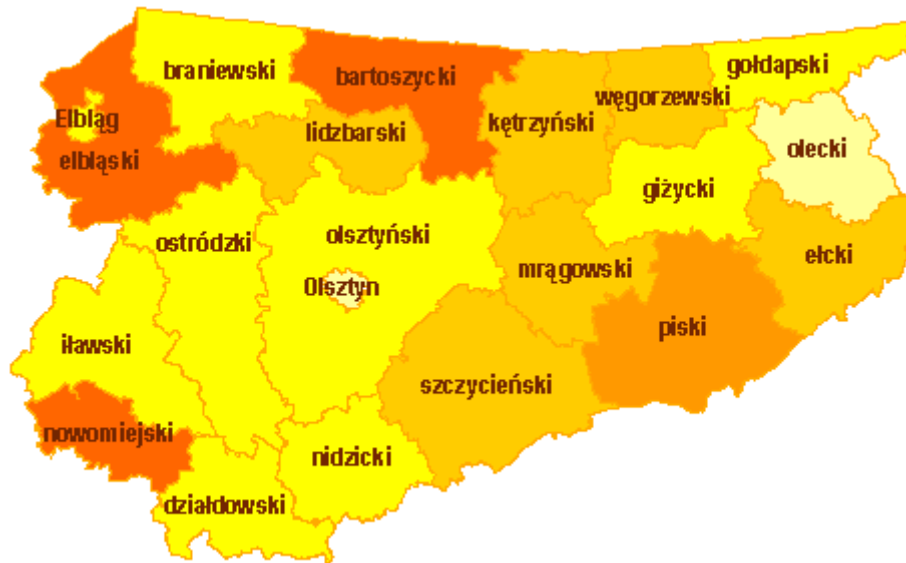 gołdapski
braniewski
bartoszycki
węgorzewski
Elbląg
lidzbarski
kętrzyński
elbląski
olecki
giżycki
ostródzki
olsztyński
ełcki
mrągowski
Olsztyn
piski
iławski
szczycieński
nowomiejski
nidzicki
działdowski